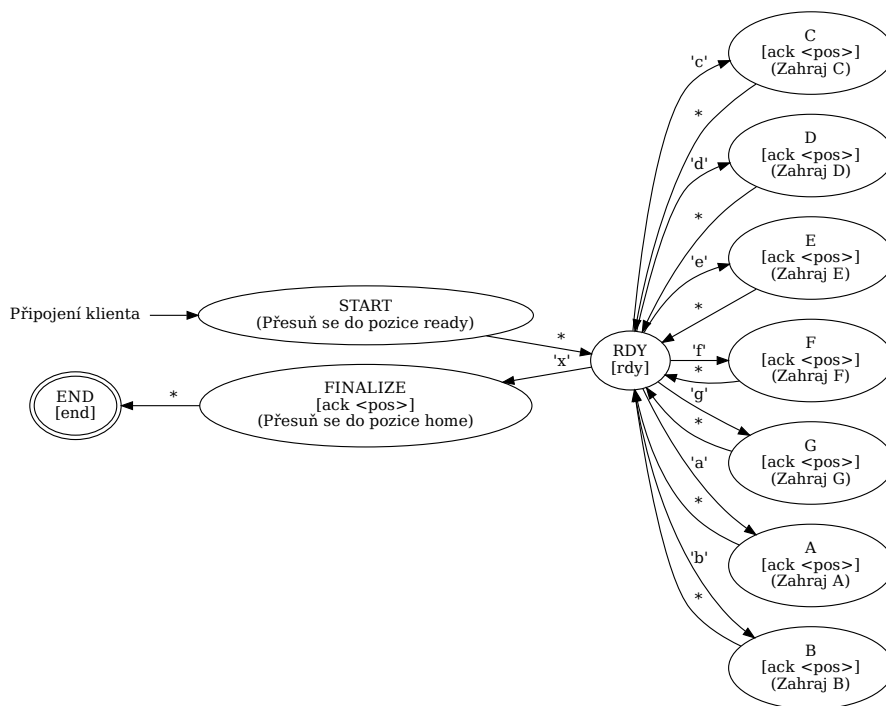 C
[ack <pos>]
(Zahraj C)
'c'
*
D
[ack <pos>]
(Zahraj D)
'd'
*
E
[ack <pos>]
(Zahraj E)
'e'
*
Připojení klienta
START
(Přesuň se do pozice ready)
*
RDY
[rdy]
'f'
*
F
[ack <pos>]
(Zahraj F)
'x'
FINALIZE
[ack <pos>]
(Přesuň se do pozice home)
*
END
[end]
'g'
*
G
[ack <pos>]
(Zahraj G)
'a'
*
A
[ack <pos>]
(Zahraj A)
'b'
*
B
[ack <pos>]
(Zahraj B)